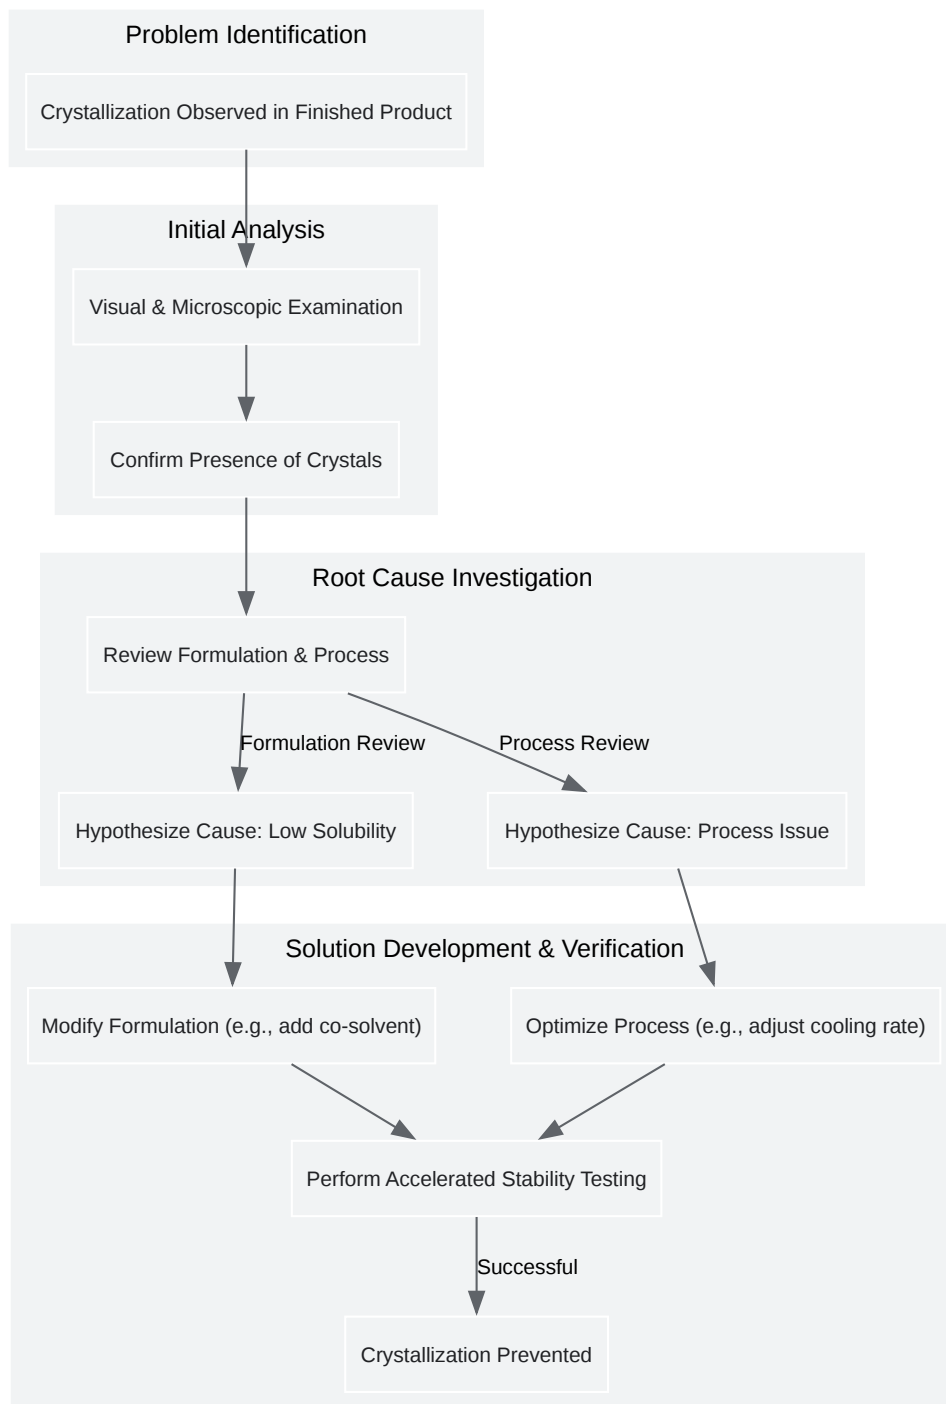 Problem Identification
Crystallization Observed in Finished Product
Initial Analysis
Visual & Microscopic Examination
Confirm Presence of Crystals
Root Cause Investigation
Review Formulation & Process
Formulation Review
Process Review
Hypothesize Cause: Low Solubility
Hypothesize Cause: Process Issue
Solution Development & Verification
Modify Formulation (e.g., add co-solvent)
Optimize Process (e.g., adjust cooling rate)
Perform Accelerated Stability Testing
Successful
Crystallization Prevented